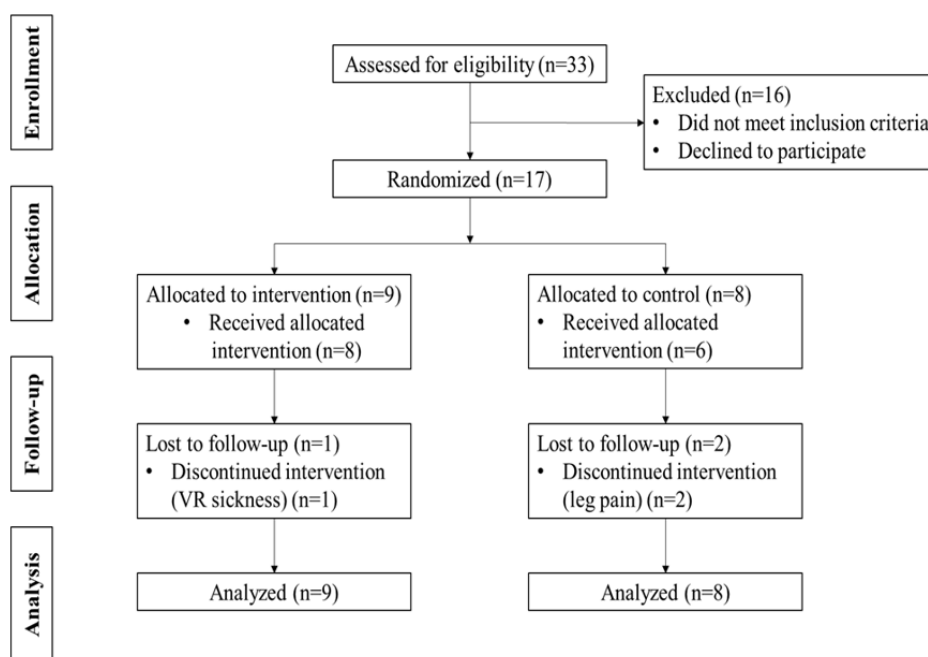 Enrollment
Assessed for eligibility (n=33)
Excluded (n=16)
• Did not meet inclusion criteria
• Declined to participate
Randomized (n=17)
Allocation
Allocated to intervention (n=9)
• Received allocated
intervention (n=8)
Allocated to control (n=8)
• Received allocated
intervention (n=6)
Follow-up
Lost to follow-up (n=1)
• Discontinued intervention
(VR sickness) (n=1)
Lost to follow-up (n=2)
• Discontinued intervention
(leg pain) (n=2)
Analysis
Analyzed (n=9)
Analyzed (n=8)